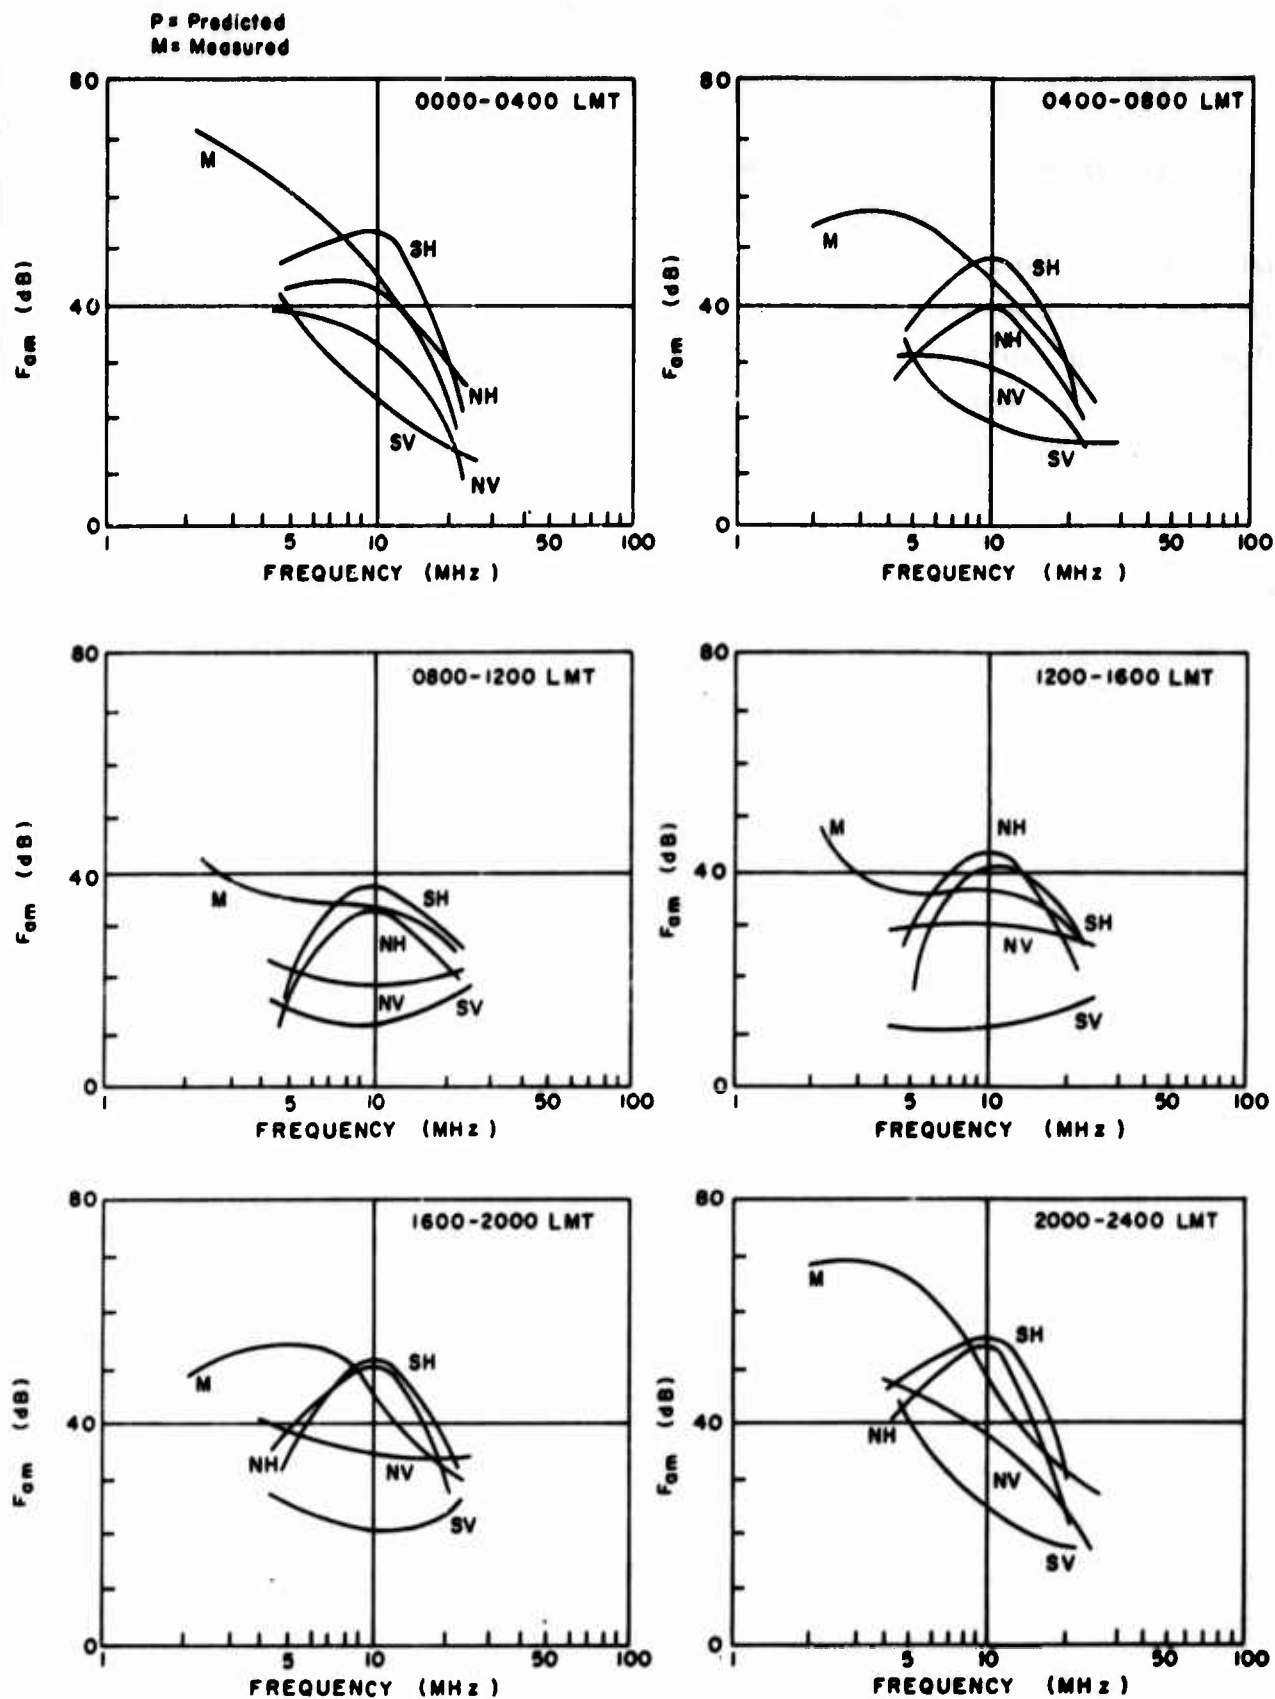 P = Predicted
M = Measured
80
0000-0400 LMT
M
SH
Fam (dB)
40
NH
SV
NV
0
1 5 10 50 100
FREQUENCY (MHz)
80
0400-0800 LMT
M
SH
Fam (dB)
40
NH
NV
SV
0
1 5 10 50 100
FREQUENCY (MHz)
80
0800-1200 LMT
Fam (dB)
40
M
SH
NH
NV
SV
0
1 5 10 50 100
FREQUENCY (MHz)
80
1200-1600 LMT
M
NH
Fam (dB)
40
SH
NV
SV
0
1 5 10 50 100
FREQUENCY (MHz)
80
1600-2000 LMT
SH
M
Fam (dB)
40
NH
NV
SV
0
1 5 10 50 100
FREQUENCY (MHz)
80
2000-2400 LMT
M
SH
Fam (dB)
40
NH
NV
SV
0
1 5 10 50 100
FREQUENCY (MHz)